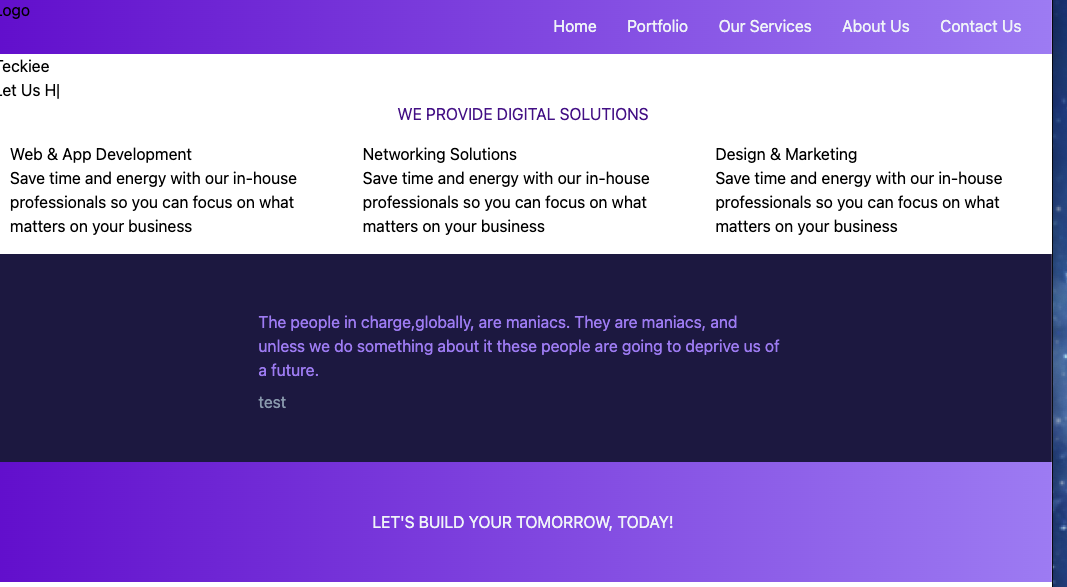 Logo
Home Portfolio Our Services About Us Contact Us
Teckiee
Let Us H|
WE PROVIDE DIGITAL SOLUTIONS
Web & App Development
Save time and energy with our in-house
professionals so you can focus on what
matters on your business
Networking Solutions
Save time and energy with our in-house
professionals so you can focus on what
matters on your business
Design & Marketing
Save time and energy with our in-house
professionals so you can focus on what
matters on your business
The people in charge,globally, are maniacs. They are maniacs, and
unless we do something about it these people are going to deprive us of
a future.
test
LET'S BUILD YOUR TOMORROW, TODAY!